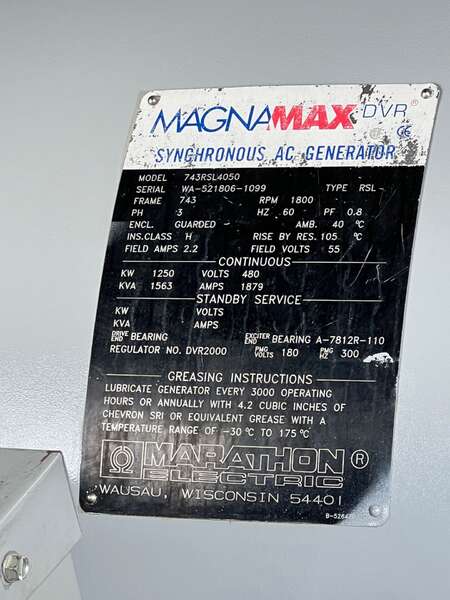 MAGNAMAX DVR®
SYNCHRONOUS AC GENERATOR
MODEL 743RSL4050
SERIAL WA-521806-1099 TYPE RSL-
FRAME 743 RPM 1800
PH 3 HZ 60 PF 0.8
ENCL. GUARDED - AMB. 40 °C
INS.CLASS H RISE BY RES. 105 °C
FIELD AMPS 2.2 FIELD VOLTS 55
CONTINUOUS
KW 1250 VOLTS 480
KVA 1563 AMPS 1879
STANDBY SERVICE
KW VOLTS
KVA AMPS
DRIVE END BEARING EXCITER END BEARING A-7812R-110
REGULATOR NO. DVR2000 PMG VOLTS 180 PMG HZ 300
GREASING INSTRUCTIONS
LUBRICATE GENERATOR EVERY 3000 OPERATING
HOURS OR ANNUALLY WITH 4.2 CUBIC INCHES OF
CHEVRON SRI OR EQUIVALENT GREASE WITH A
TEMPERATURE RANGE OF -30°C TO 175°C
MARATHON ®
ELECTRIC
WAUSAU, WISCONSIN 54401